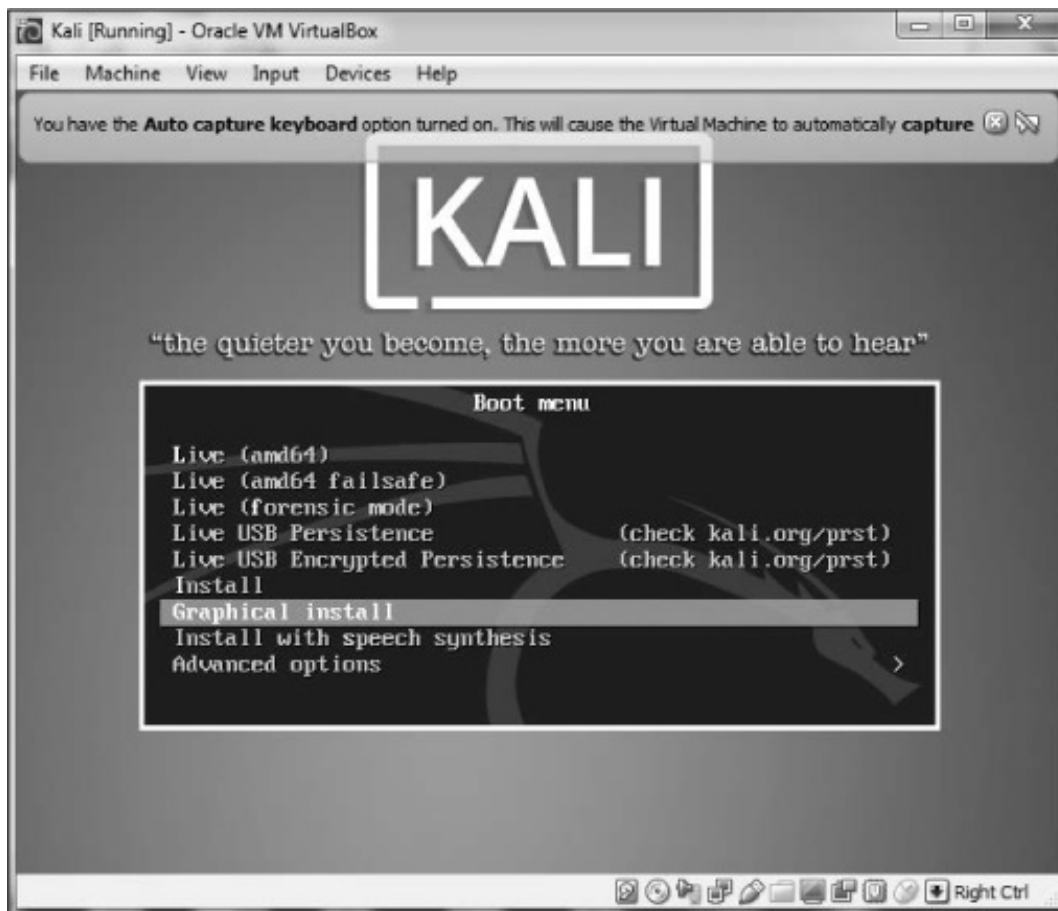 Kali [Running] - Oracle VM VirtualBox
File Machine View Input Devices Help
You have the Auto capture keyboard option turned on. This will cause the Virtual Machine to automatically capture
KALI
“the quieter you become, the more you are able to hear”
Boot menu
Live (amd64)
Live (amd64 failsafe)
Live (forensic mode)
Live USB Persistence (check kali.org/prst)
Live USB Encrypted Persistence (check kali.org/prst)
Install
Graphical install
Install with speech synthesis
Advanced options >
Right Ctrl